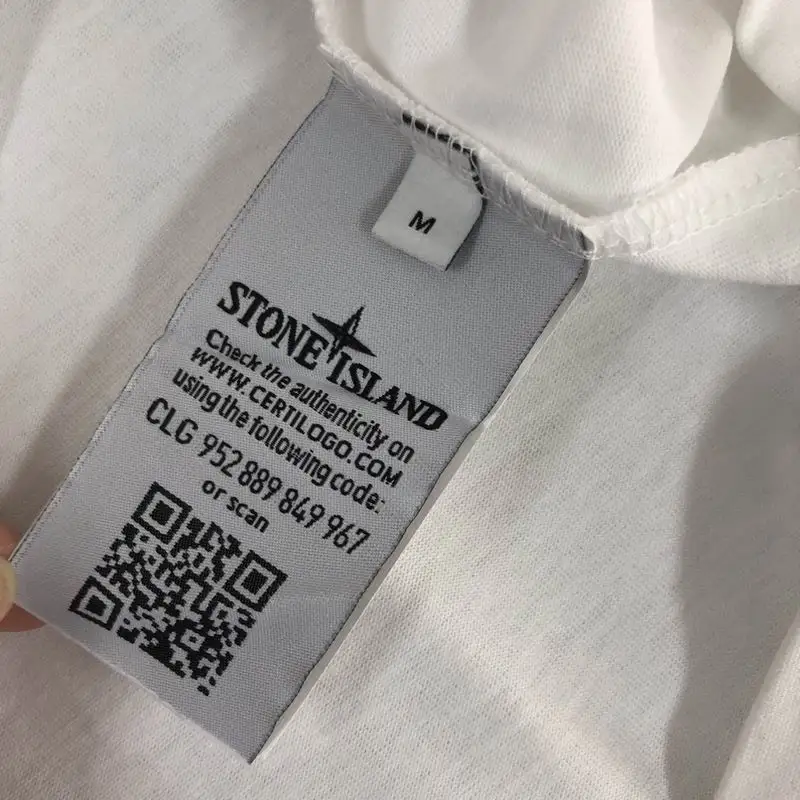 M
STONE ISLAND
Check the authenticity on
WWW.CERTILOGO.COM
using the following code:
CLG 952 889 849 967
or scan